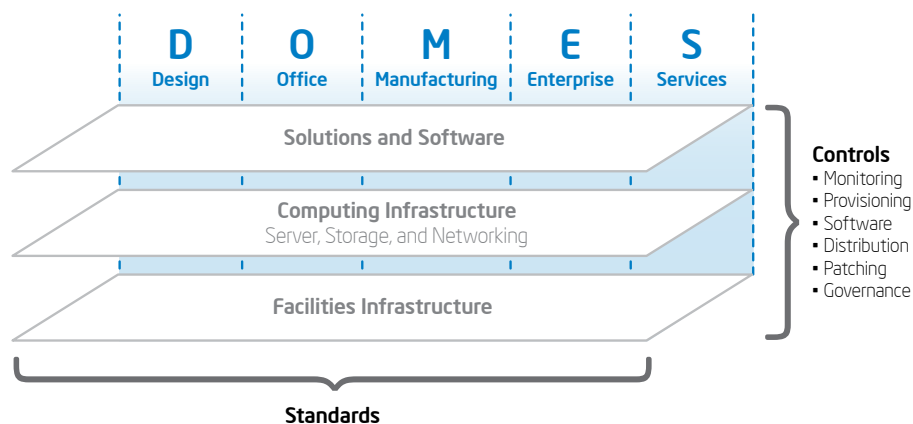 D O M E S
Design Office Manufacturing Enterprise Services
Solutions and Software
Computing Infrastructure
Server, Storage, and Networking
Facilities Infrastructure
Controls
▪ Monitoring
▪ Provisioning
▪ Software
▪ Distribution
▪ Patching
▪ Governance
Standards